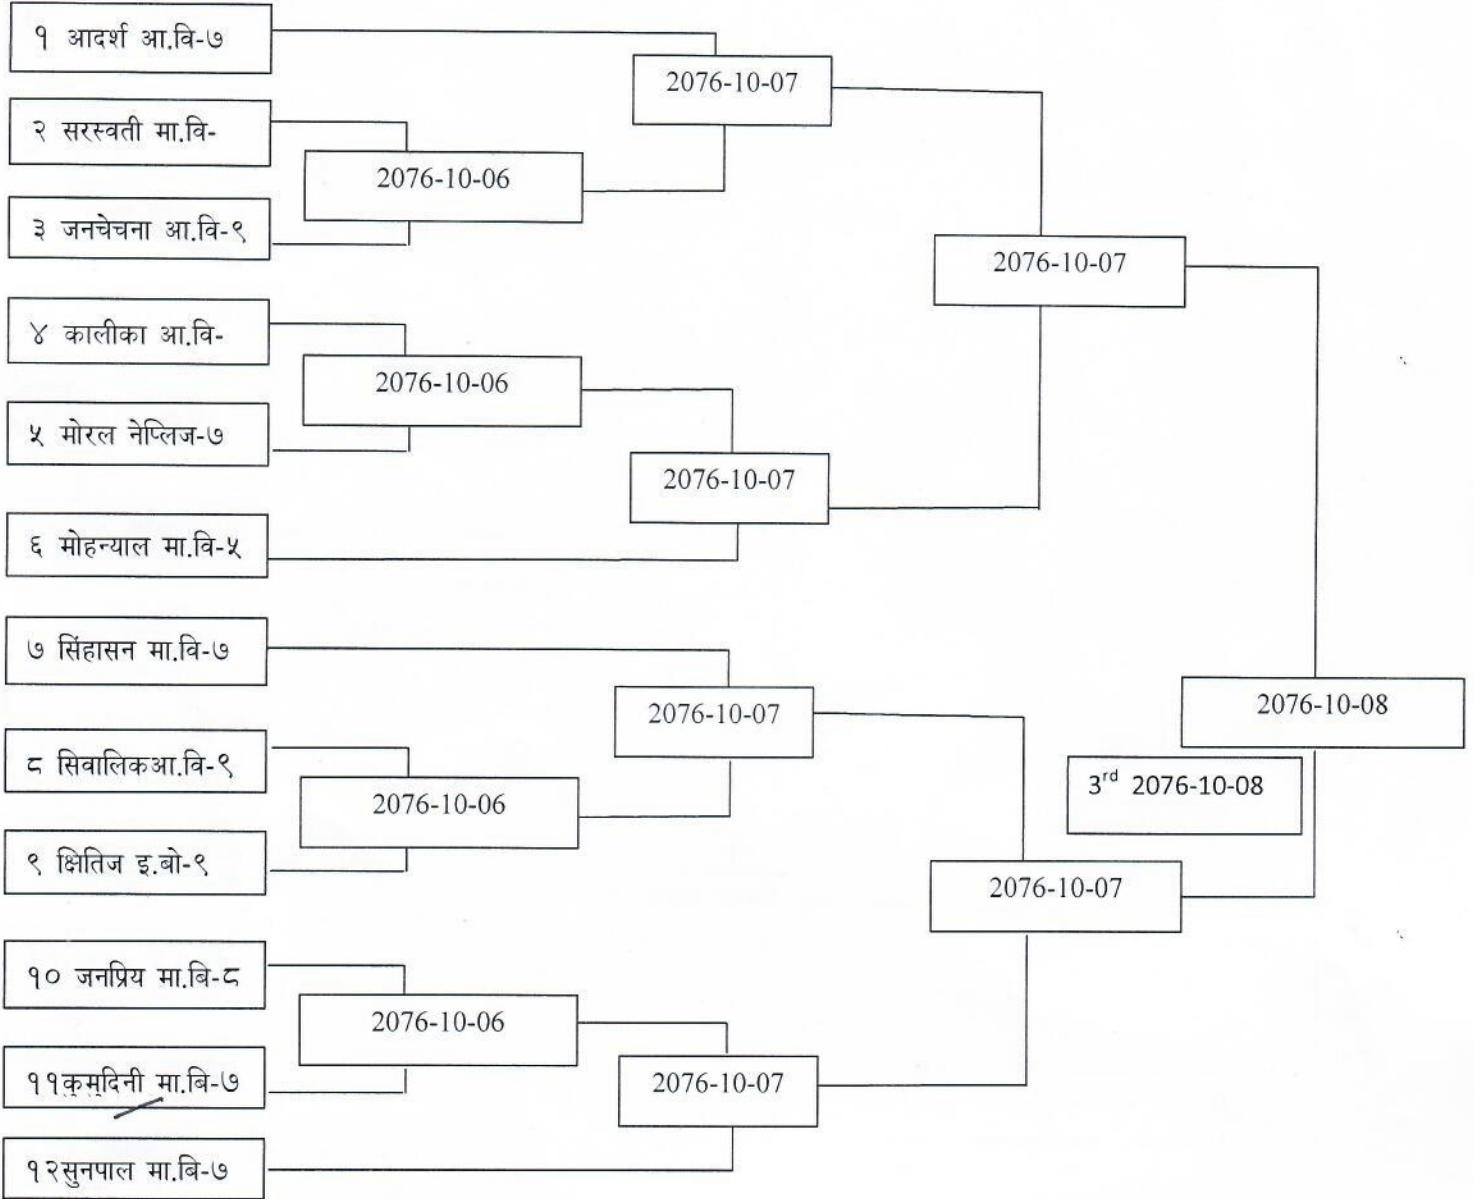 १ आदर्श आ.वि-७
२ सरस्वती मा.वि-
३ जनचेचना आ.वि-९
४ कालीका आ.वि-
५ मोरल नेप्लिज-७
६ मोहन्याल मा.वि-५
७ सिंहासन मा.वि-७
८ सिवालिकआ.वि-९
९ क्षितिज इ.बो-९
१० जनप्रिय मा.बि-८
११कुमुदिनी मा.बि-७
१२सुनपाल मा.बि-७
2076-10-06
2076-10-06
2076-10-06
2076-10-06
2076-10-07
2076-10-07
2076-10-07
2076-10-07
2076-10-07
2076-10-07
2076-10-08
3rd 2076-10-08